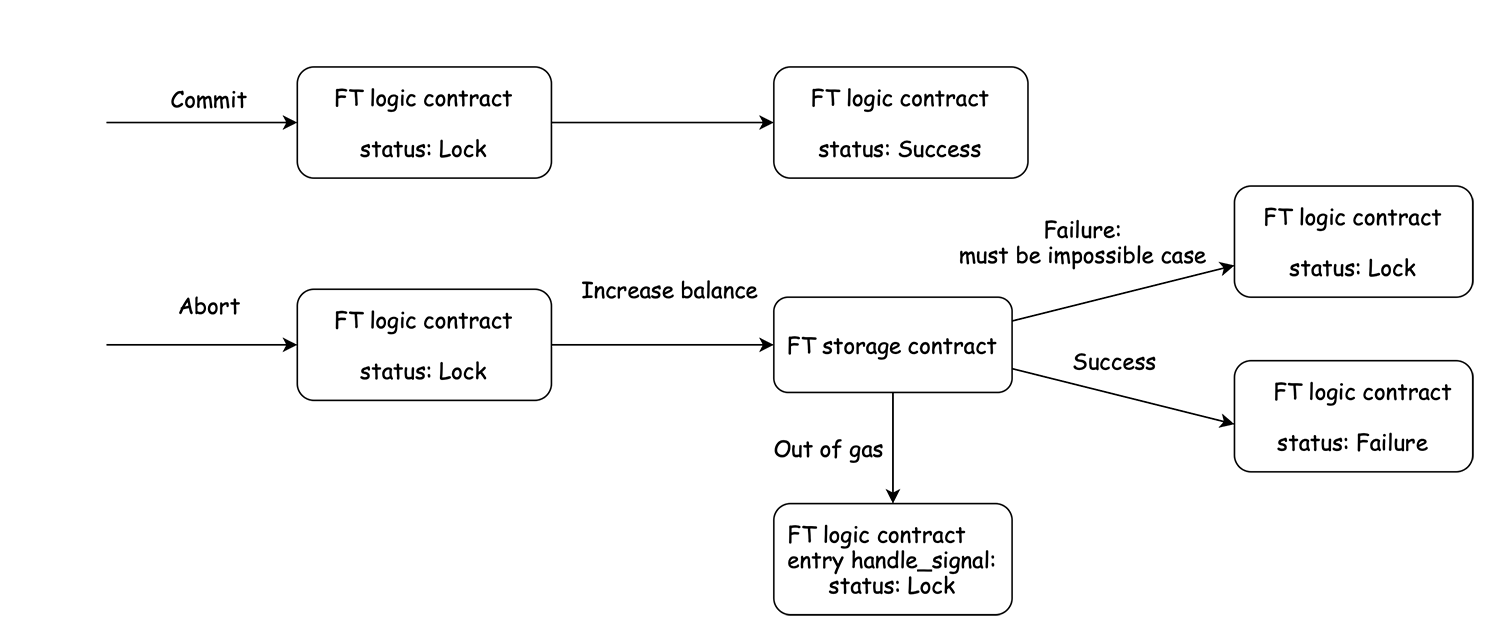 Commit
FT logic contract
status: Lock
FT logic contract
status: Success
Abort
FT logic contract
status: Lock
Increase balance
FT storage contract
Failure:
must be impossible case
FT logic contract
status: Lock
Success
FT logic contract
status: Failure
Out of gas
FT logic contract
entry handle_signal:
status: Lock